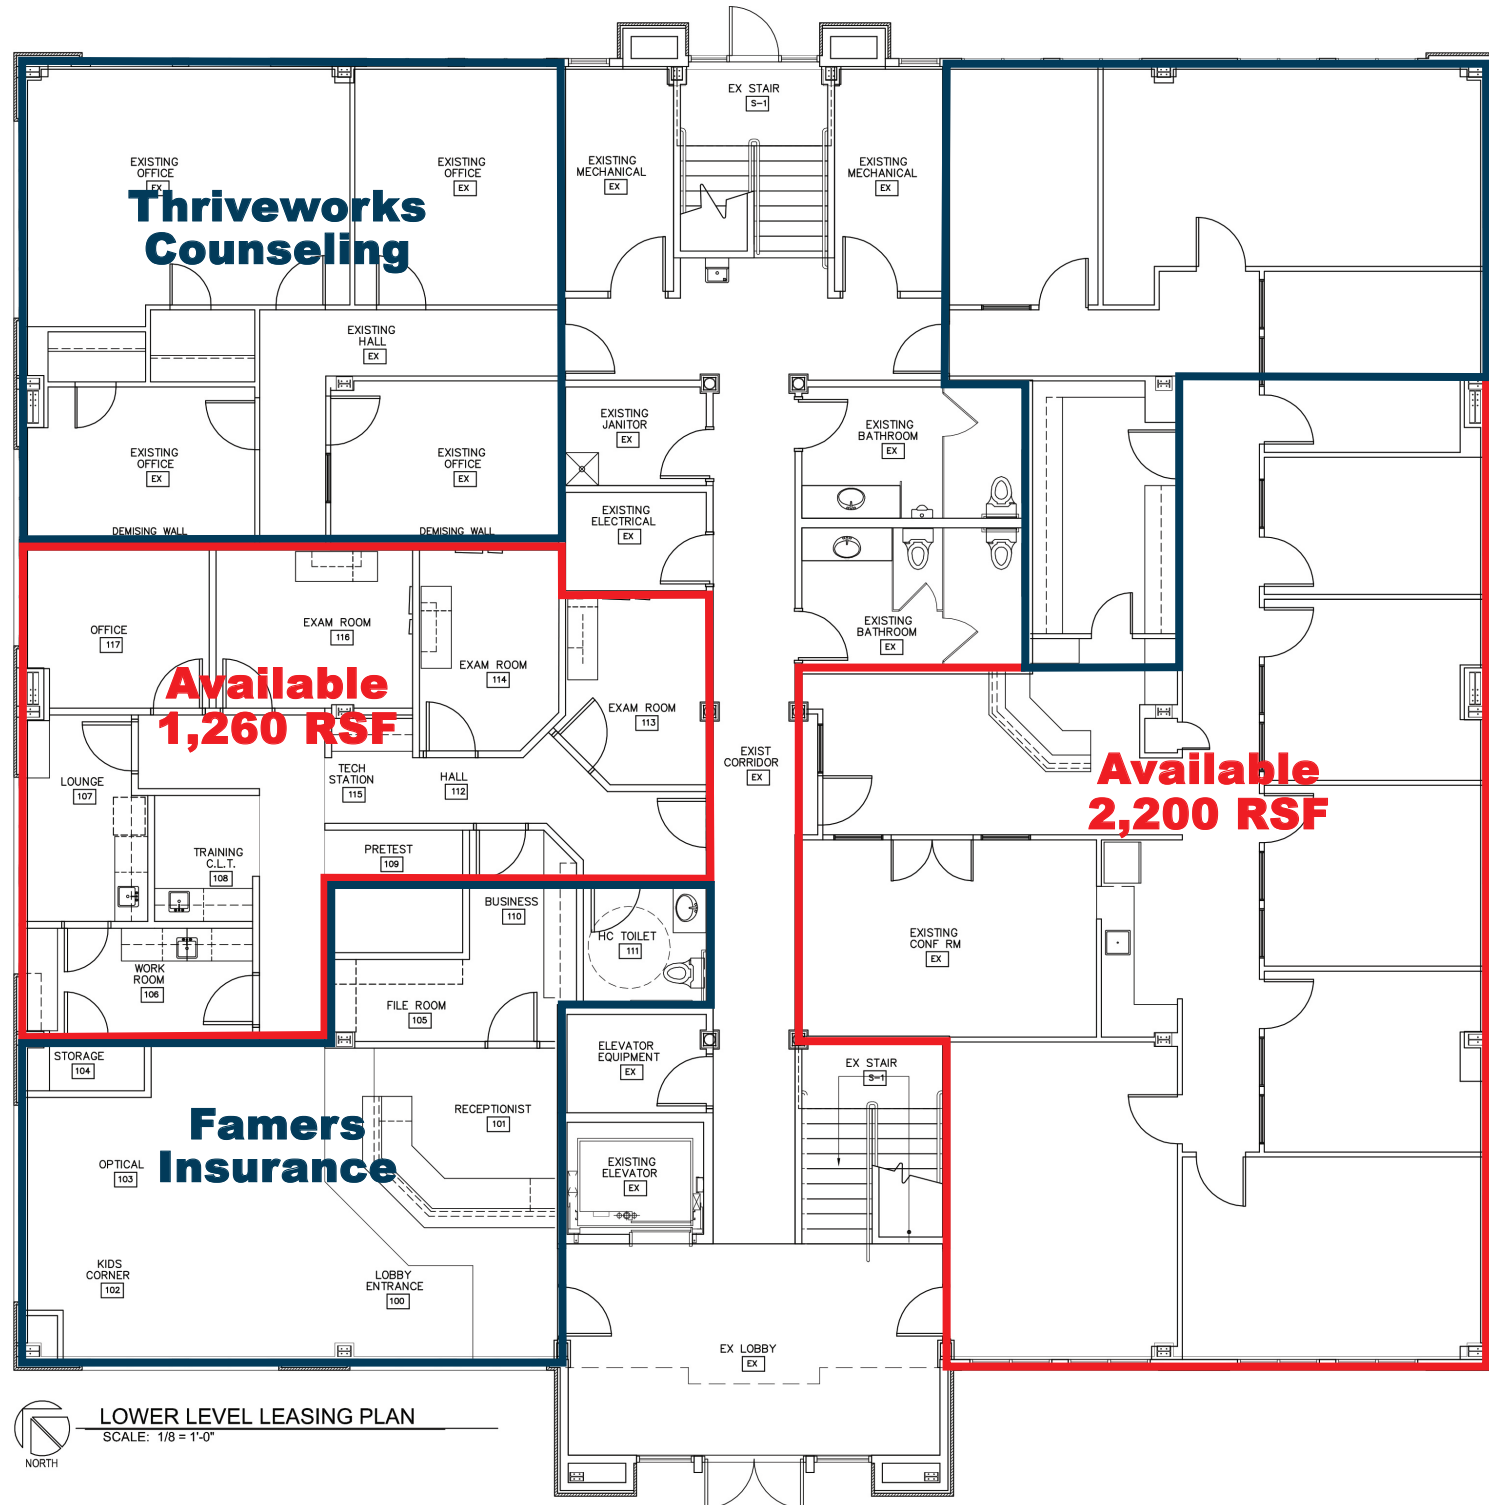 EX STAIR
S-1
EXISTING
OFFICE
EX
EXISTING
OFFICE
EX
Thriveworks
Counseling
EXISTING
MECHANICAL
EX
EXISTING
MECHANICAL
EX
EXISTING
HALL
EX
EXISTING
OFFICE
EX
EXISTING
OFFICE
EX
DEMISING WALL
DEMISING WALL
EXISTING
JANITOR
EX
EXISTING
ELECTRICAL
EX
EXISTING
BATHROOM
EX
EXISTING
BATHROOM
EX
OFFICE
117
EXAM ROOM
116
EXAM ROOM
114
EXAM ROOM
113
Available
1,260 RSF
LOUNGE
107
TECH
STATION
115
HALL
112
EXIST
CORRIDOR
EX
Available
2,200 RSF
TRAINING
C.L.T.
108
PRETEST
109
BUSINESS
110
HC TOILET
111
WORK
ROOM
106
FILE ROOM
105
EXISTING
CONF RM
EX
STORAGE
104
ELEVATOR
EQUIPMENT
EX
EX STAIR
S-1
RECEPTIONIST
101
Famers
Insurance
OPTICAL
103
EXISTING
ELEVATOR
EX
KIDS
CORNER
102
LOBBY
ENTRANCE
100
EX LOBBY
EX
LOWER LEVEL LEASING PLAN
SCALE: 1/8 = 1'-0"
NORTH